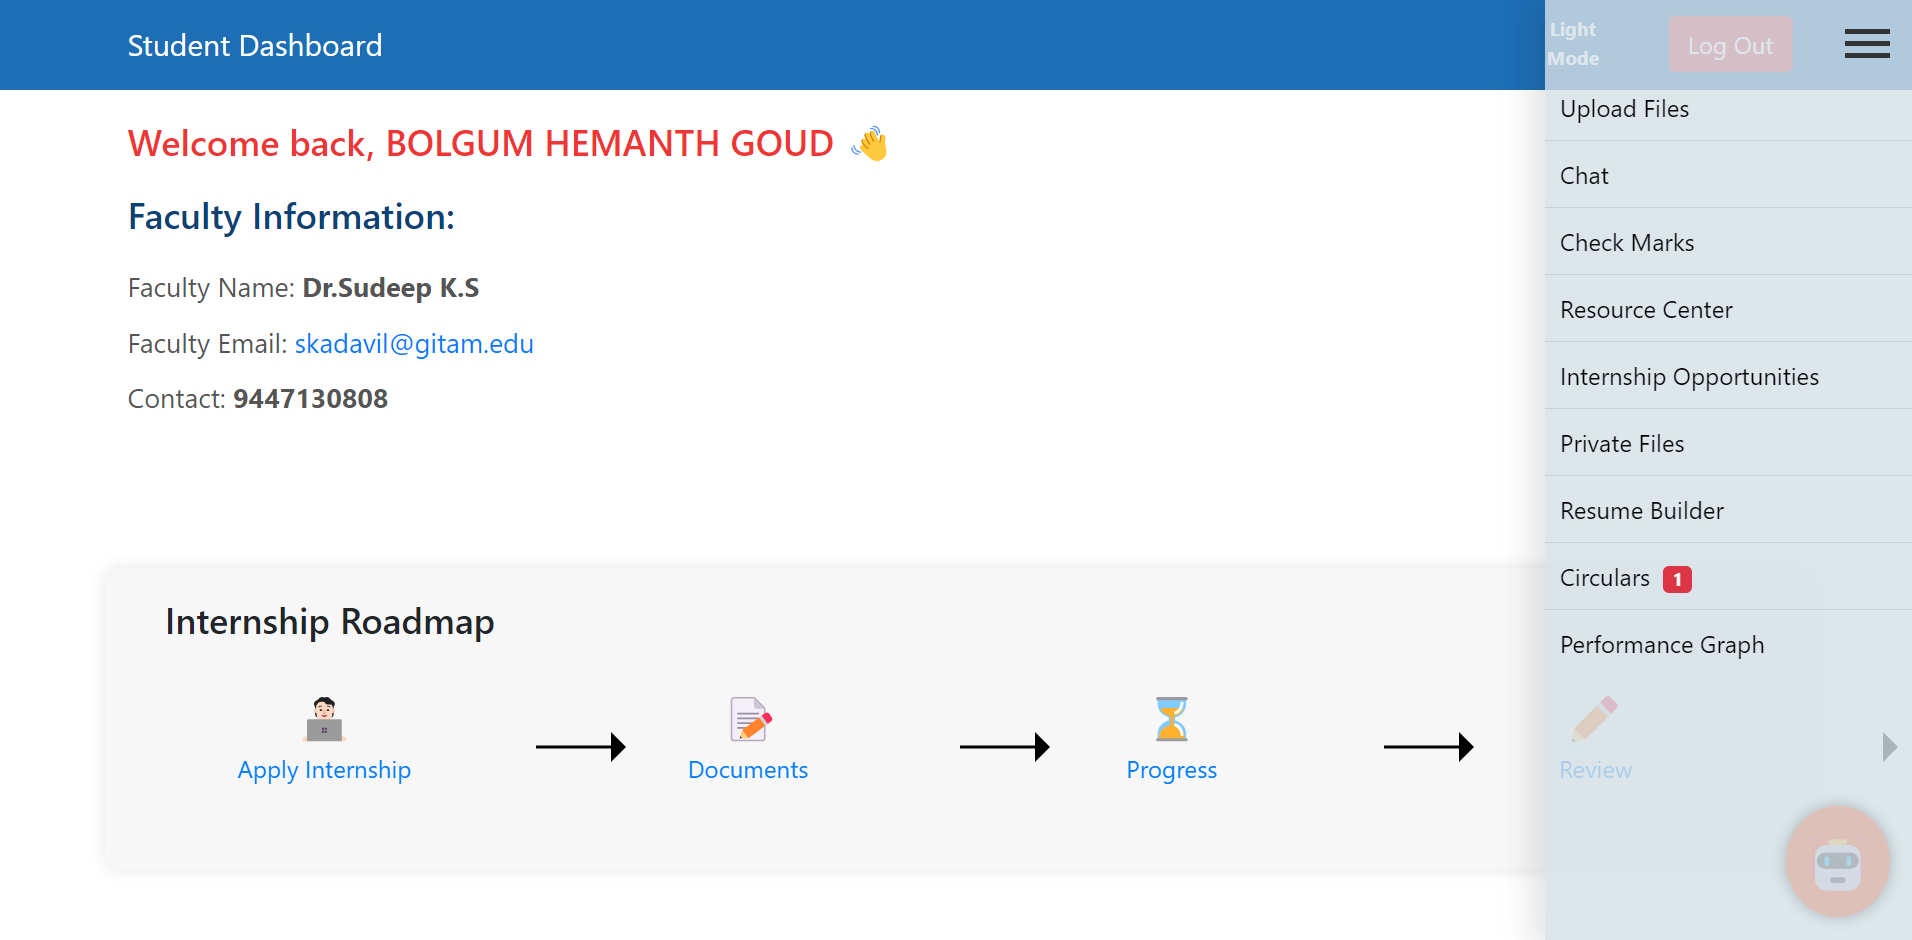 Student Dashboard
Light
Mode
Log Out
Welcome back, BOLGUM HEMANTH GOUD
Faculty Information:
Faculty Name: Dr.Sudeep K.S
Faculty Email: skadavil@gitam.edu
Contact: 9447130808
Upload Files
Chat
Check Marks
Resource Center
Internship Opportunities
Private Files
Resume Builder
Circulars 1
Performance Graph
Internship Roadmap
Apply Internship
Documents
Progress
Review